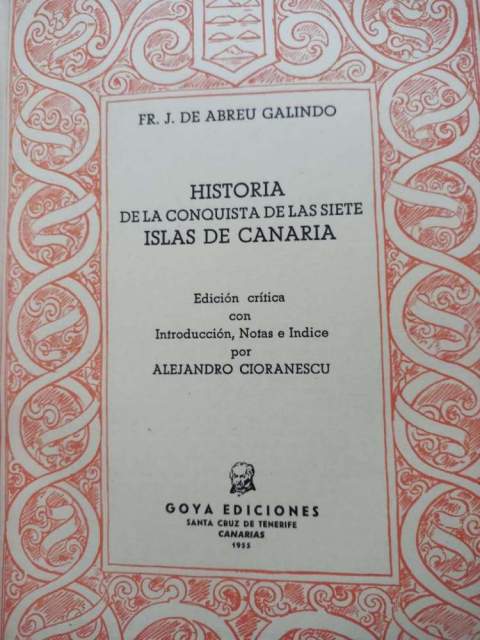 FR. J. DE ABREU GALINDO
HISTORIA
DE LA CONQUISTA DE LAS SIETE
ISLAS DE CANARIA
Edición crítica
con
Introducción, Notas e Indice
por
ALEJANDRO CIORANESCU
GOYA EDICIONES
SANTA CRUZ DE TENERIFE
CANARIAS
1955